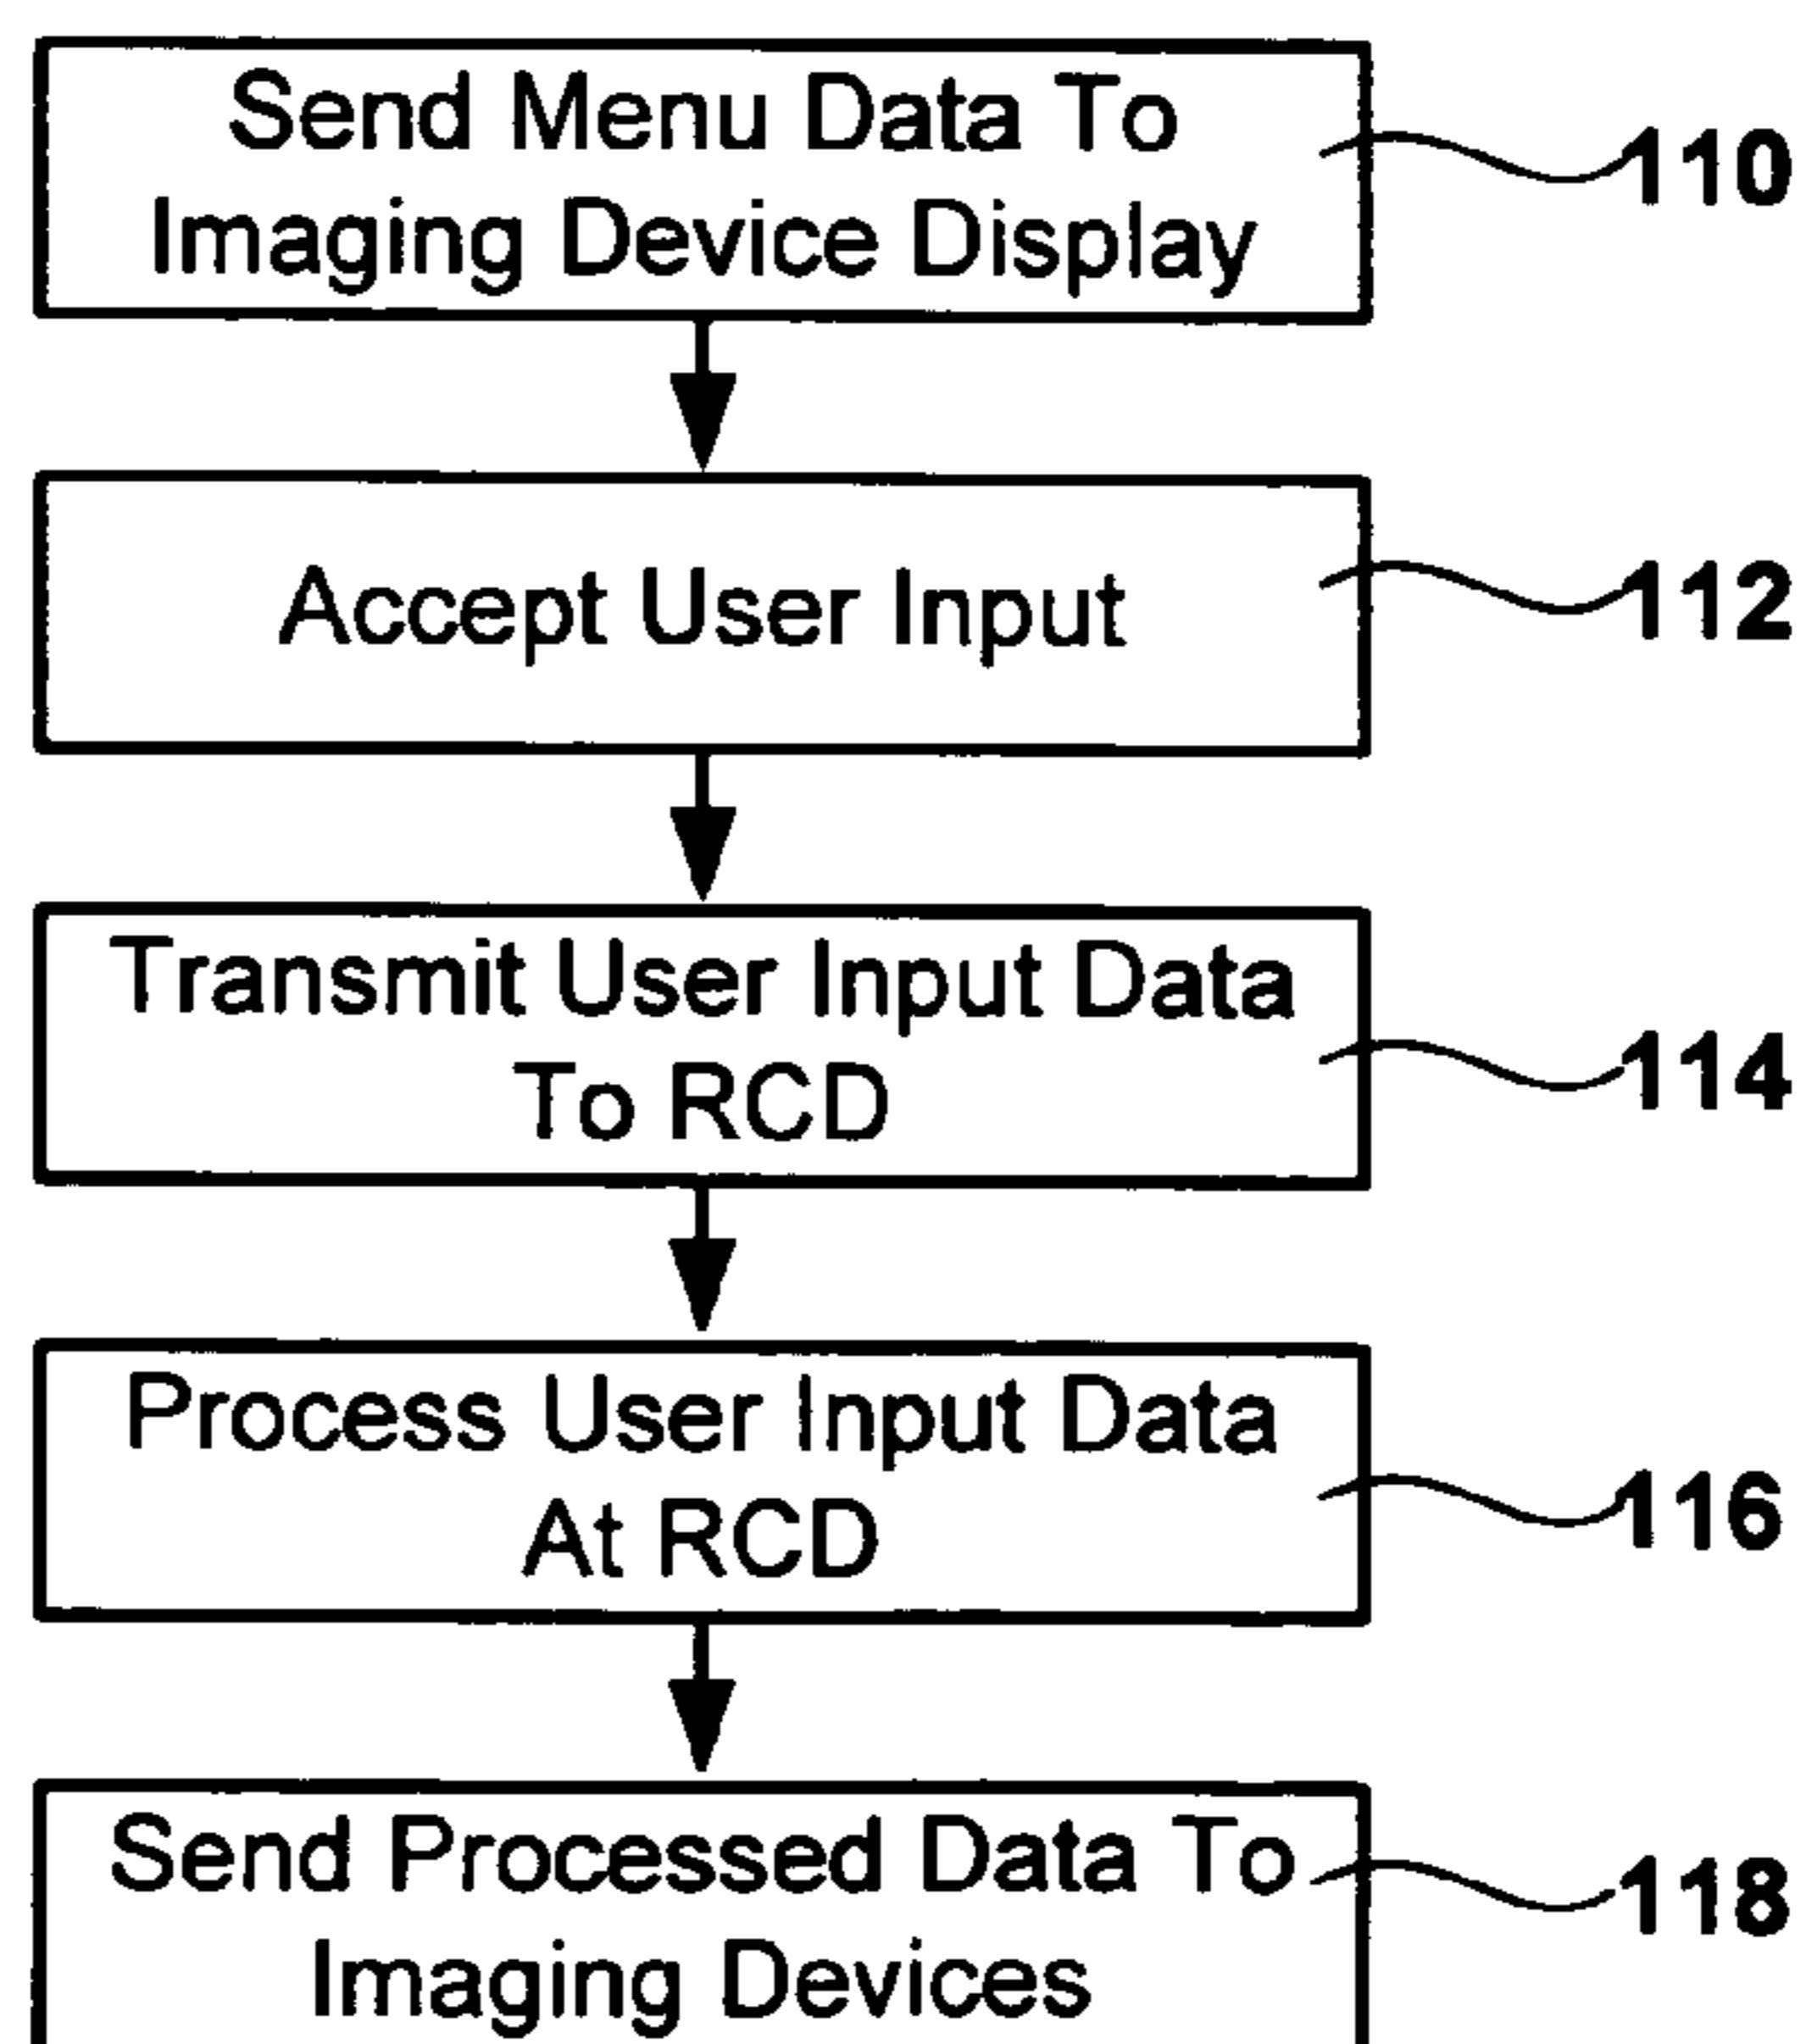 Send Menu Data To
Imaging Device Display
110
Accept User Input
112
Transmit User Input Data
To RCD
114
Process User Input Data
At RCD
116
Send Processed Data To
Imaging Devices
118